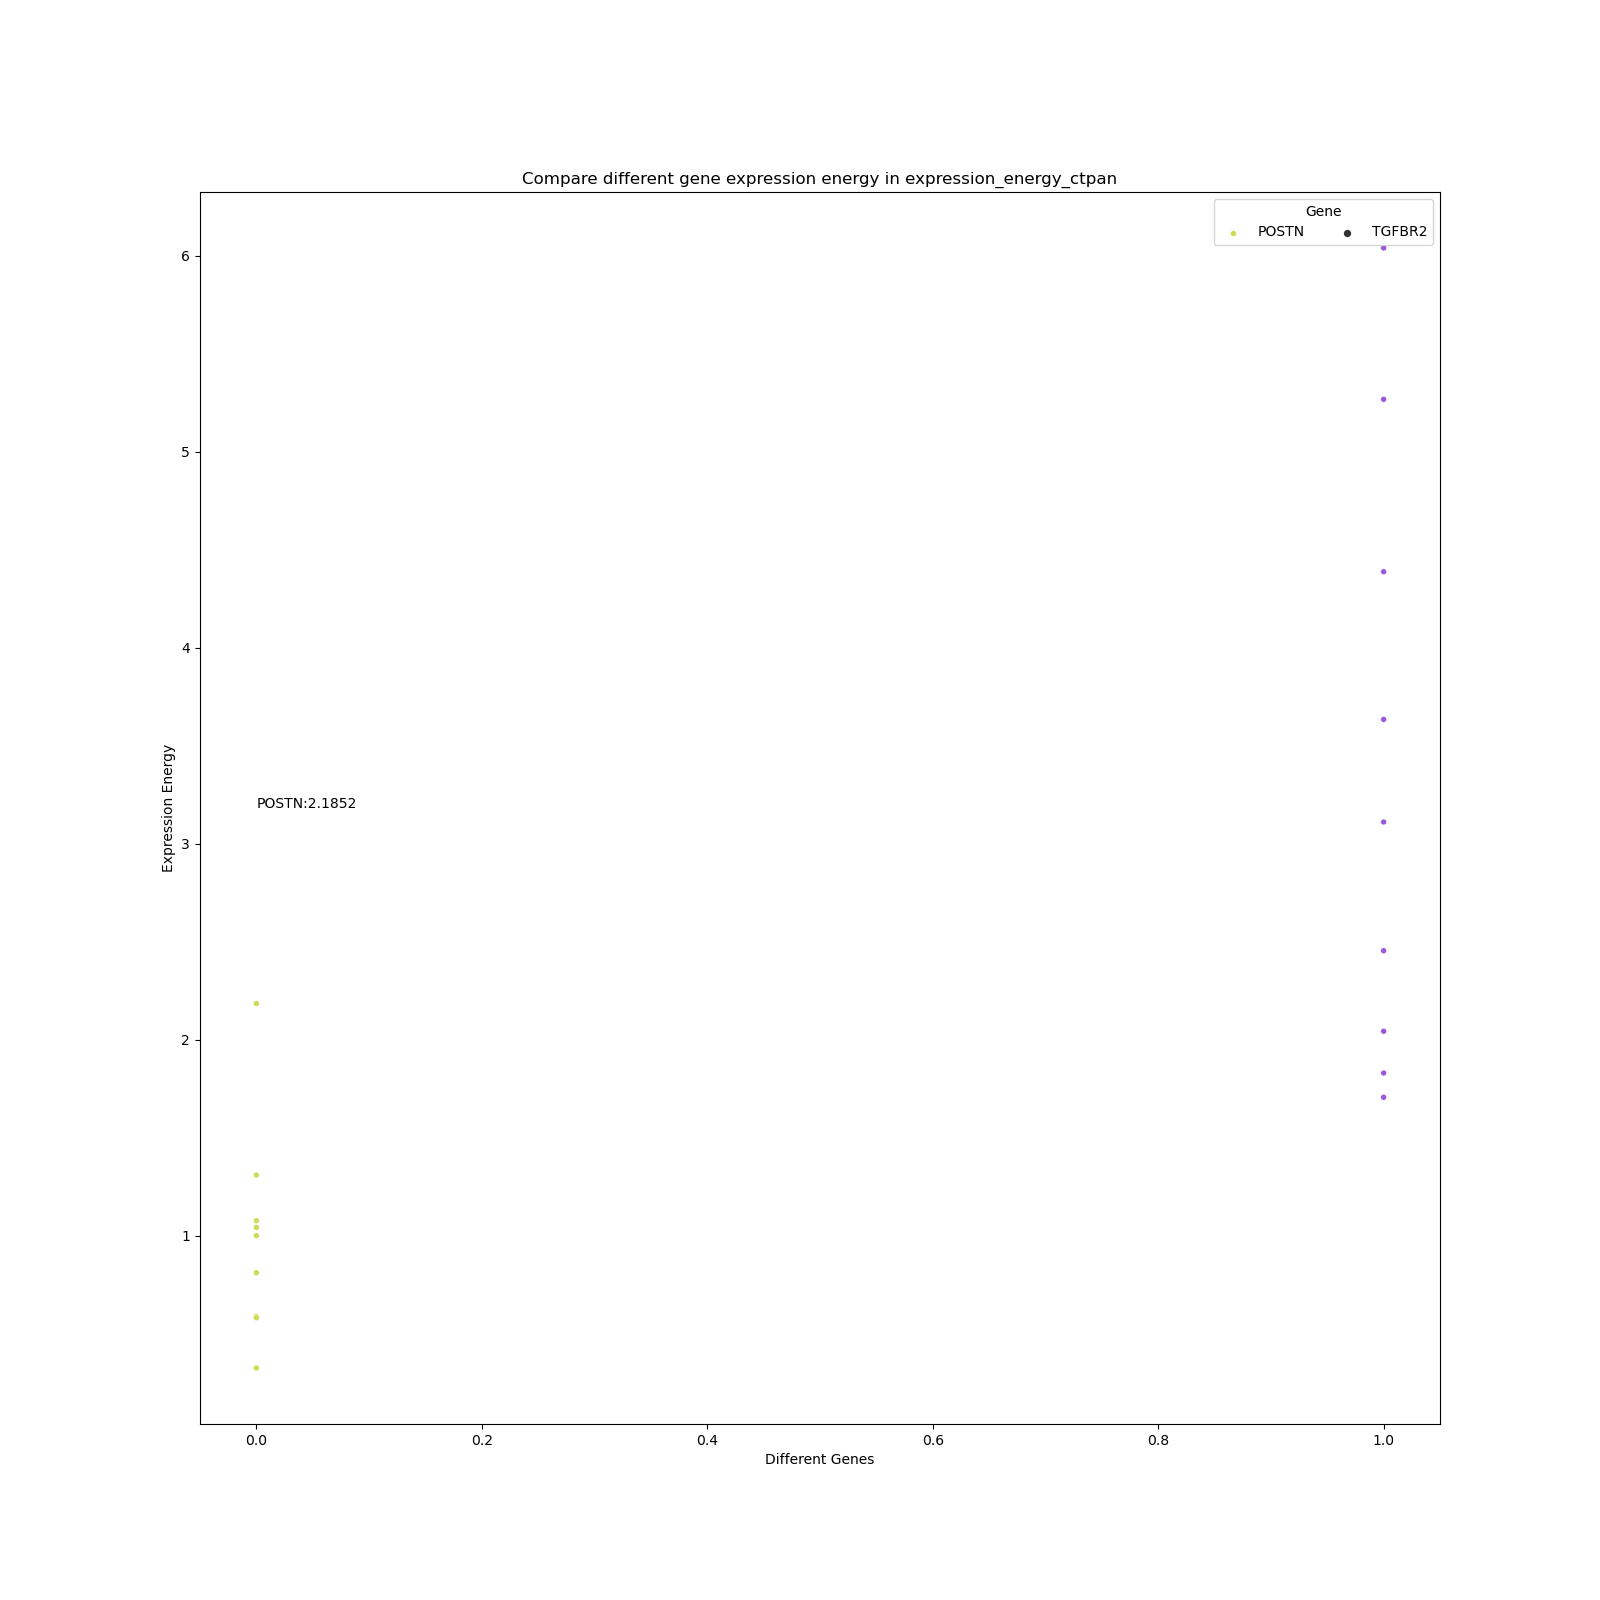 Compare different gene expression energy in expression_energy_ctpan
Gene
POSTN TGFBR2
6
5
4
3
2
1
Expression Energy
POSTN:2.1852
0.0 0.2 0.4 0.6 0.8 1.0
Different Genes